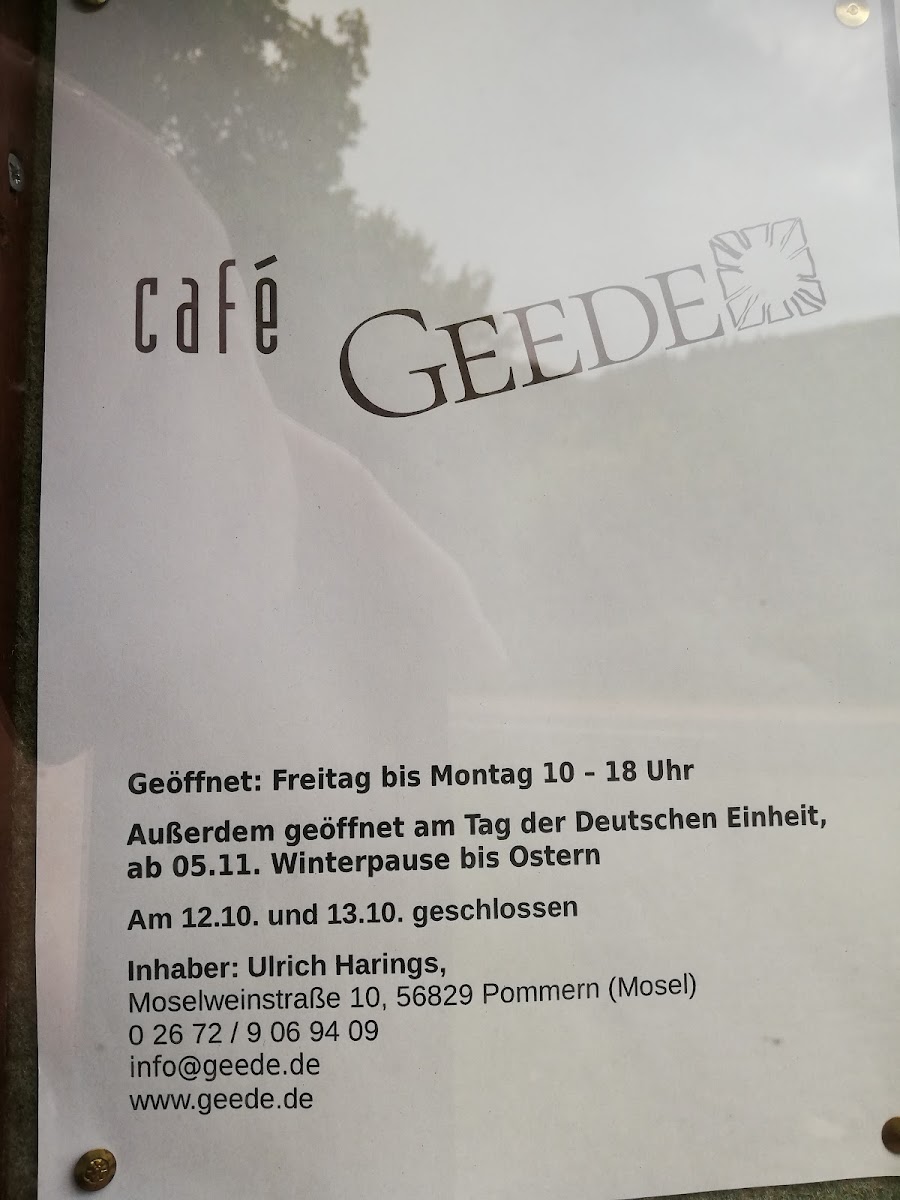 café GEEDE
Geöffnet: Freitag bis Montag 10 – 18 Uhr
Außerdem geöffnet am Tag der Deutschen Einheit,
ab 05.11. Winterpause bis Ostern
Am 12.10. und 13.10. geschlossen
Inhaber: Ulrich Harings,
Moselweinstraße 10, 56829 Pommern (Mosel)
0 26 72 / 9 06 94 09
info@geede.de
www.geede.de